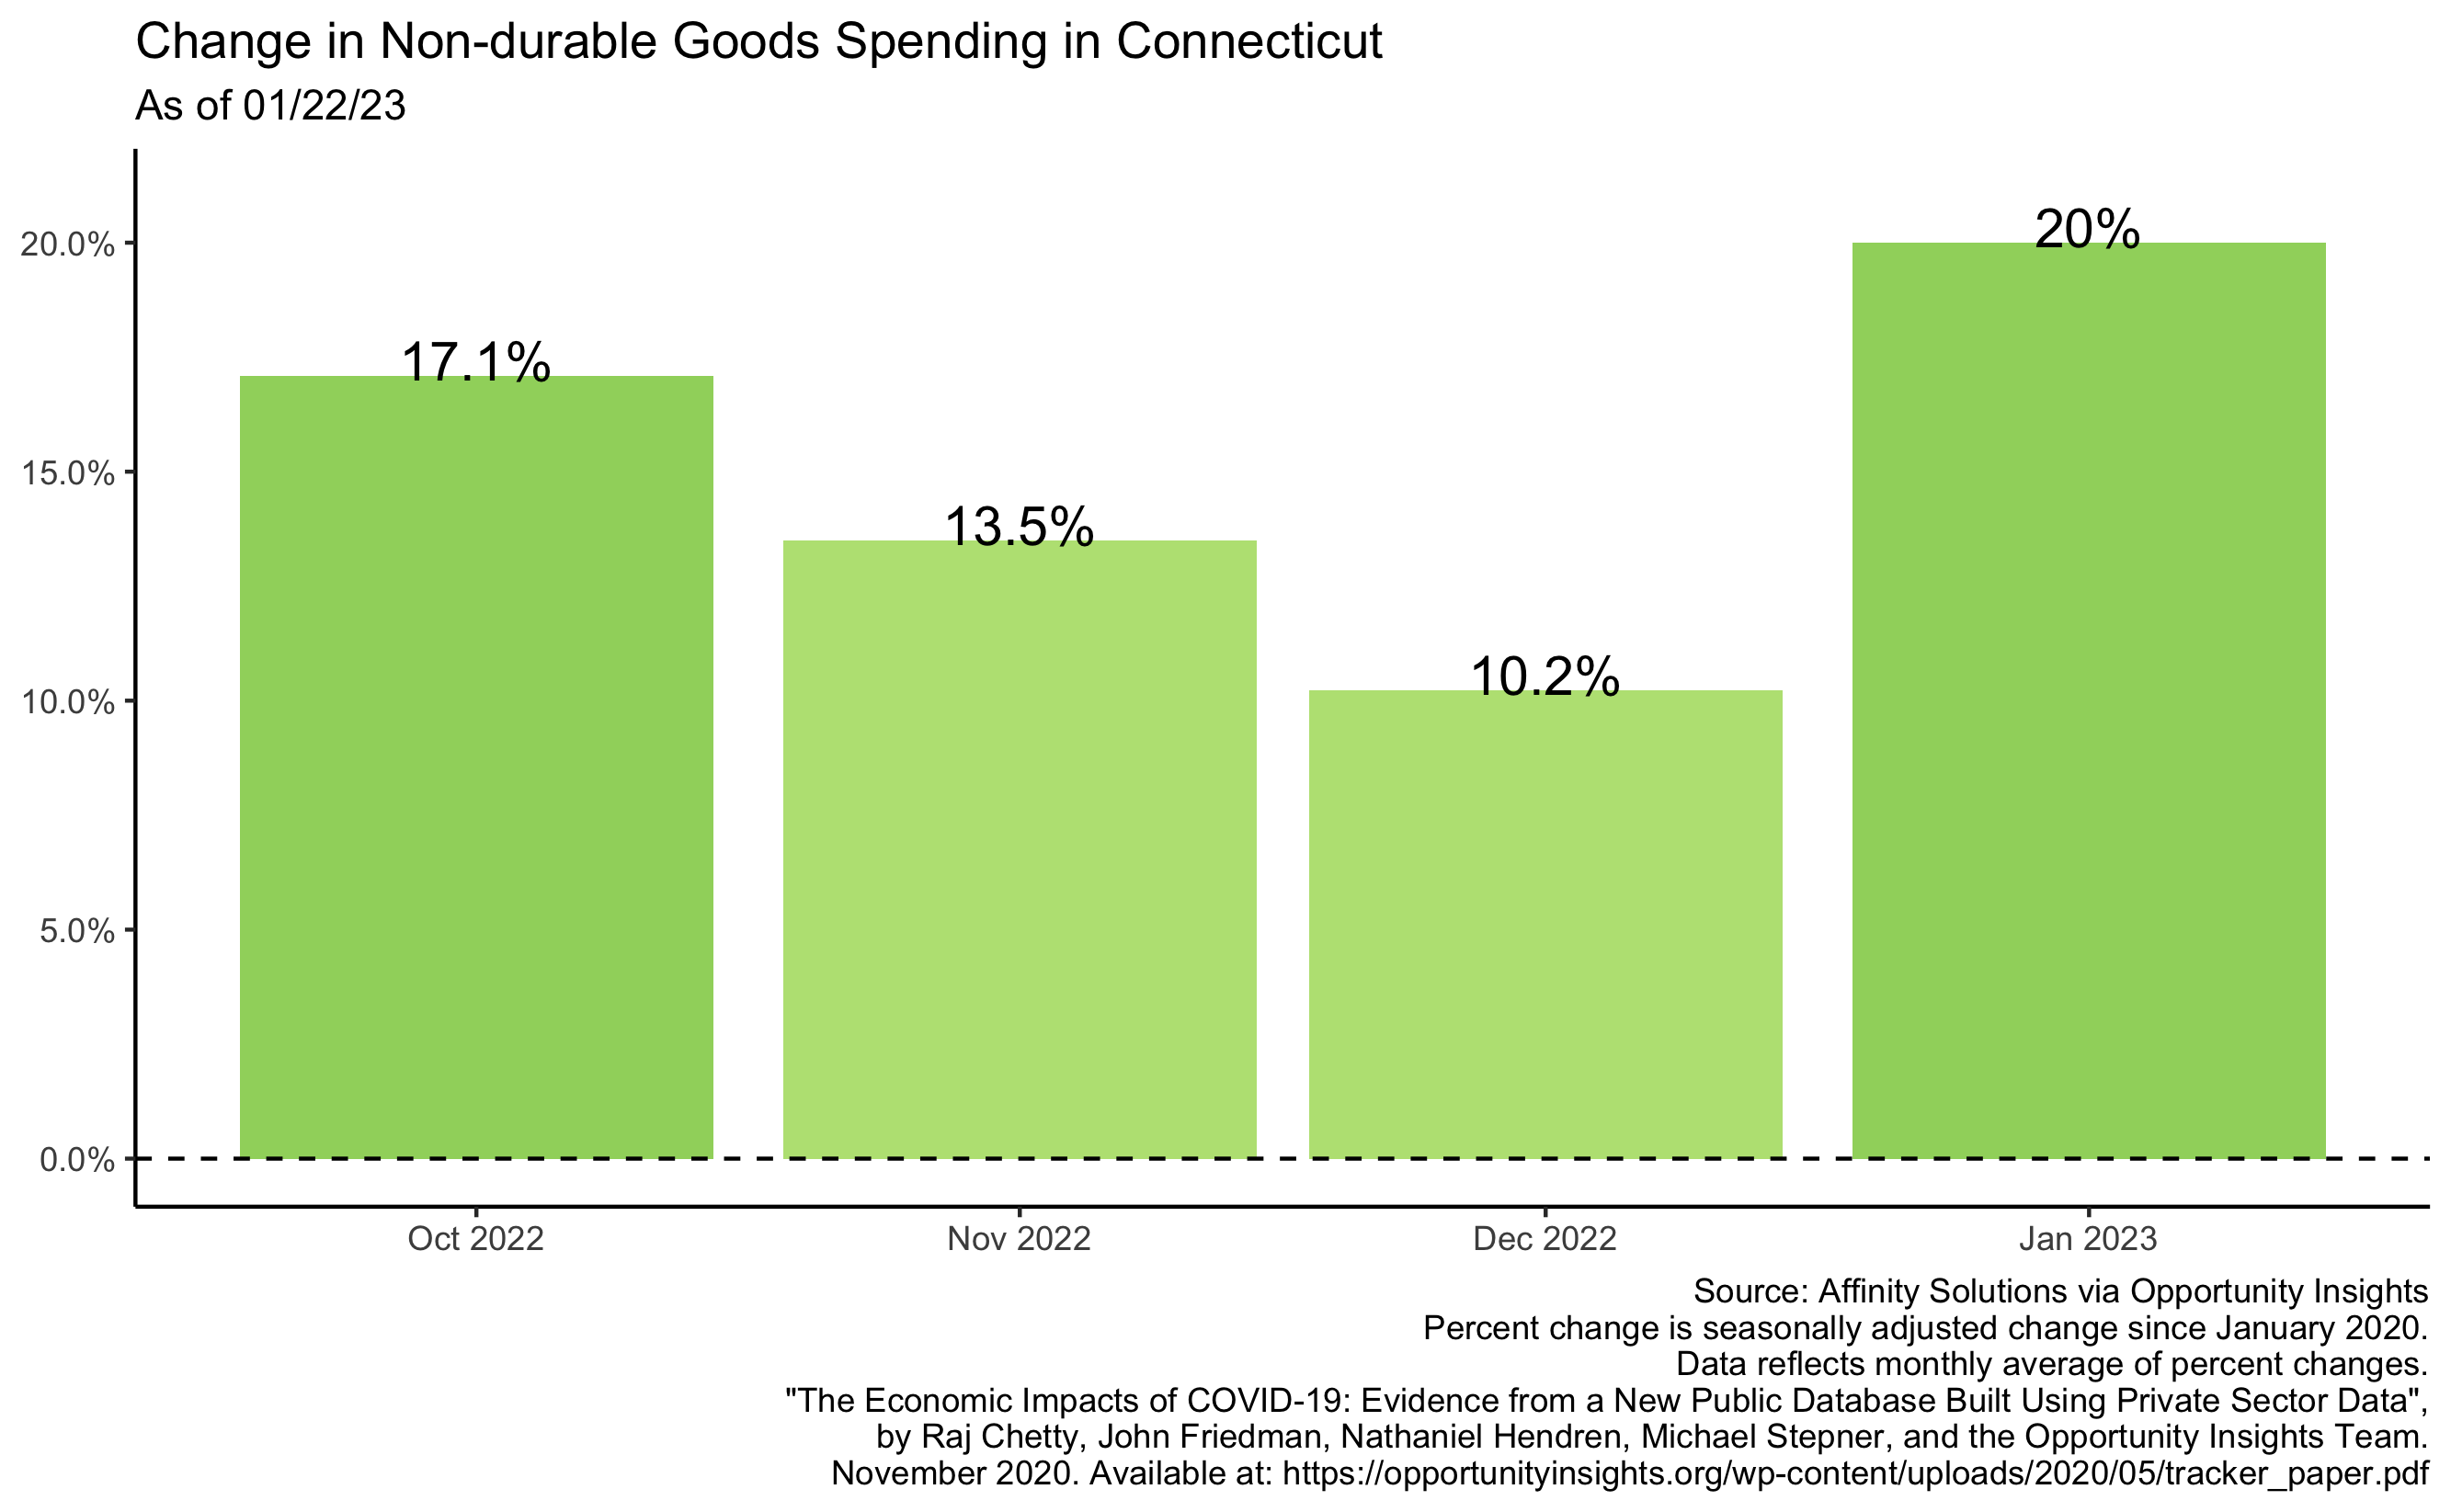 Change in Non-durable Goods Spending in Connecticut
As of 01/22/23
20.0%
15.0%
10.0%
5.0%
0.0%
17.1%
13.5%
10.2%
20%
Oct 2022
Nov 2022
Dec 2022
Jan 2023
Source: Affinity Solutions via Opportunity Insights
Percent change is seasonally adjusted change since January 2020.
Data reflects monthly average of percent changes.
"The Economic Impacts of COVID-19: Evidence from a New Public Database Built Using Private Sector Data",
by Raj Chetty, John Friedman, Nathaniel Hendren, Michael Stepner, and the Opportunity Insights Team.
November 2020. Available at: https://opportunityinsights.org/wp-content/uploads/2020/05/tracker_paper.pdf